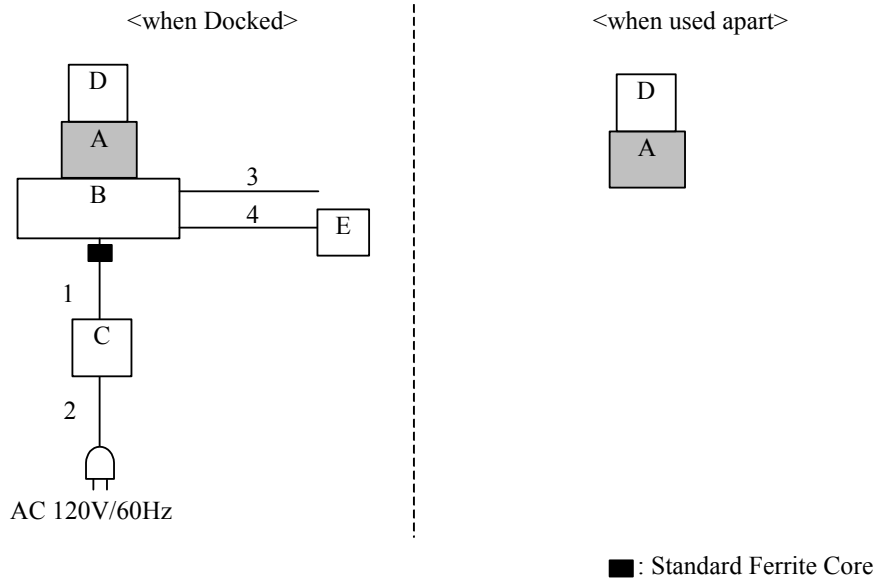 <when Docked>
<when used apart>
D
A
B
3
4
E
1
C
2
AC 120V/60Hz
D
A
: Standard Ferrite Core